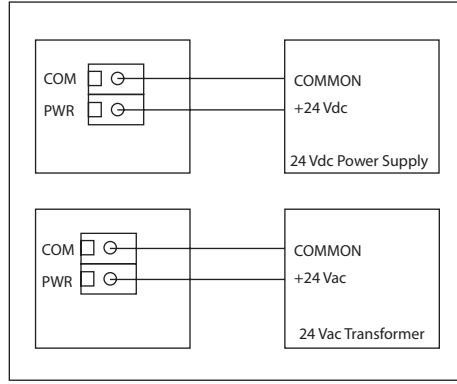 COM
COMMON
PWR
+24 Vdc
24 Vdc Power Supply
COM
COMMON
PWR
+24 Vac
24 Vac Transformer